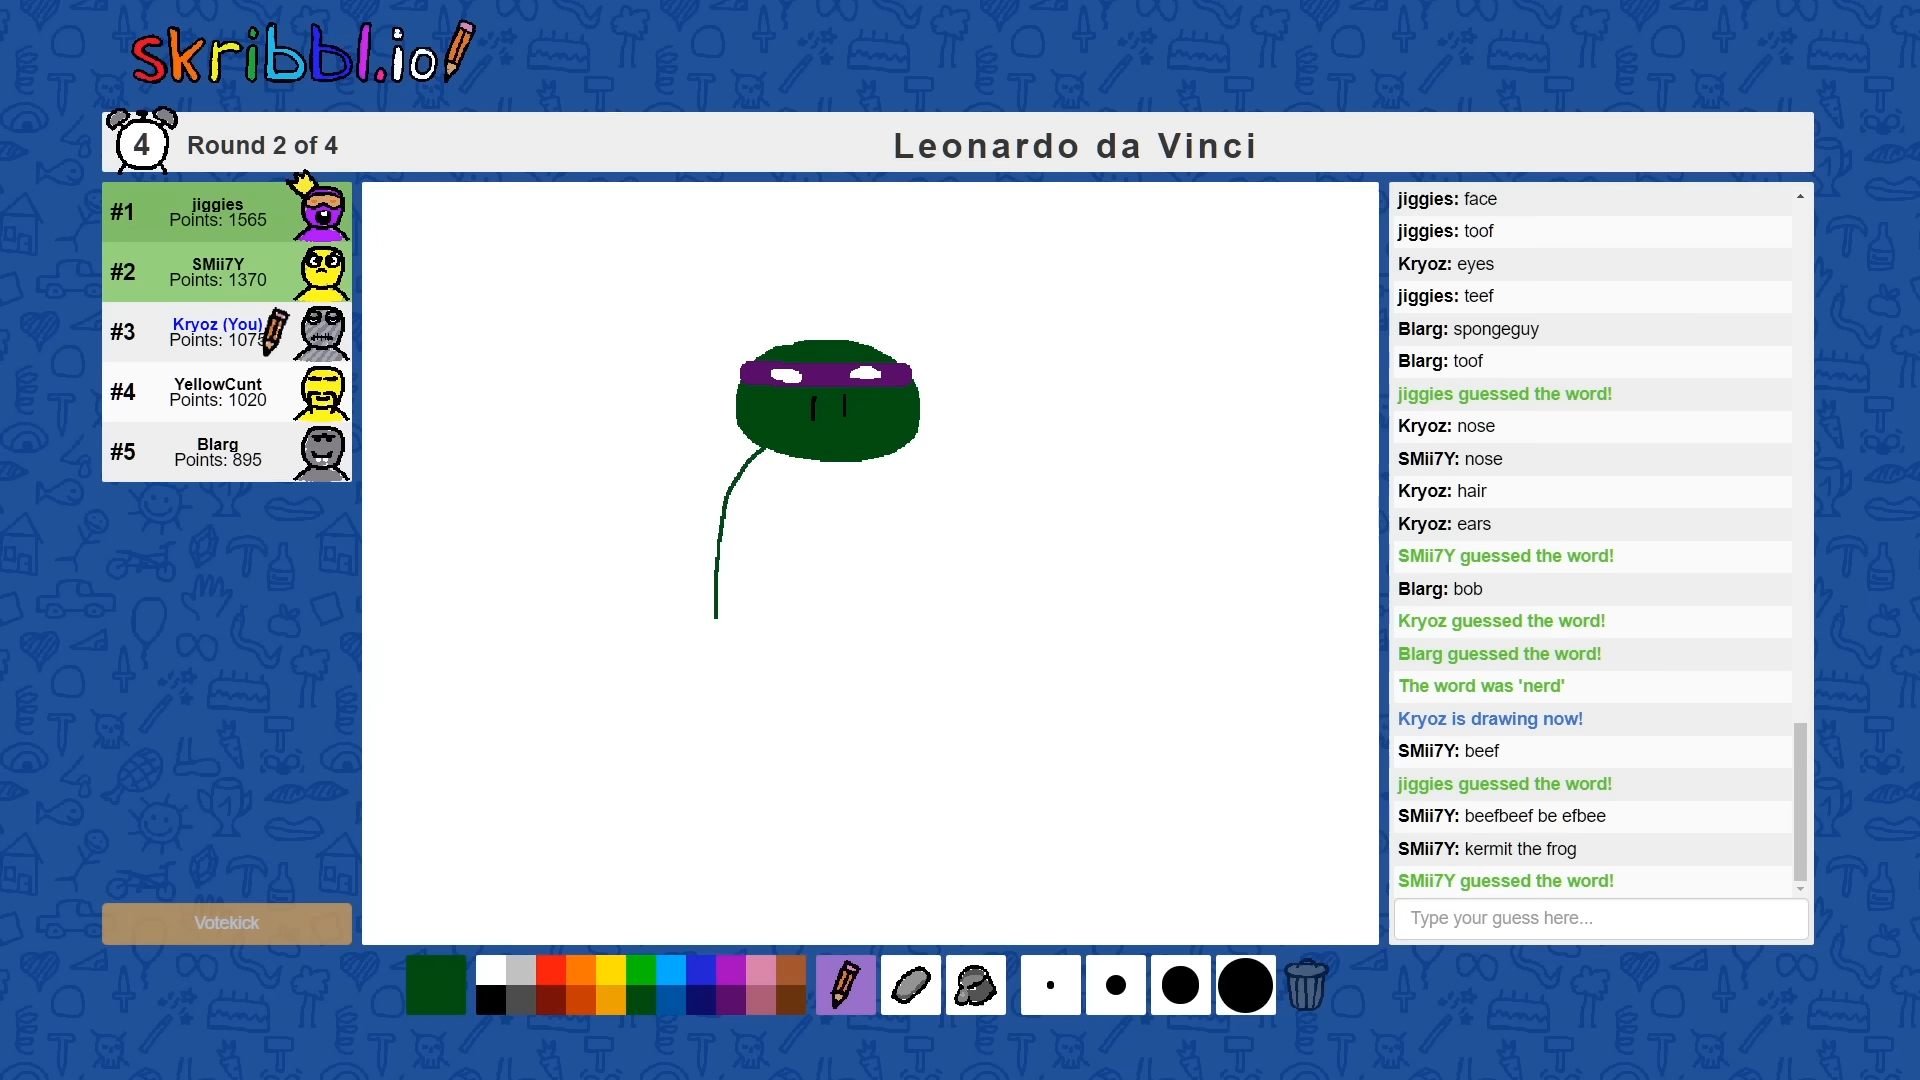 skribbl.io
4
Round 2 of 4
Leonardo da Vinci
#1
jiggies
Points: 1565
#2
SMii7Y
Points: 1370
#3
Kryoz (You)
Points: 1075
#4
YellowCunt
Points: 1020
#5
Blarg
Points: 895
Votekick
jiggies: face
jiggies: toof
Kryoz: eyes
jiggies: teef
Blarg: spongeguy
Blarg: toof
jiggies guessed the word!
Kryoz: nose
SMii7Y: nose
Kryoz: hair
Kryoz: ears
SMii7Y guessed the word!
Blarg: bob
Kryoz guessed the word!
Blarg guessed the word!
The word was 'nerd'
Kryoz is drawing now!
SMii7Y: beef
jiggies guessed the word!
SMii7Y: beefbeef be efbee
SMii7Y: kermit the frog
SMii7Y guessed the word!
Type your guess here...